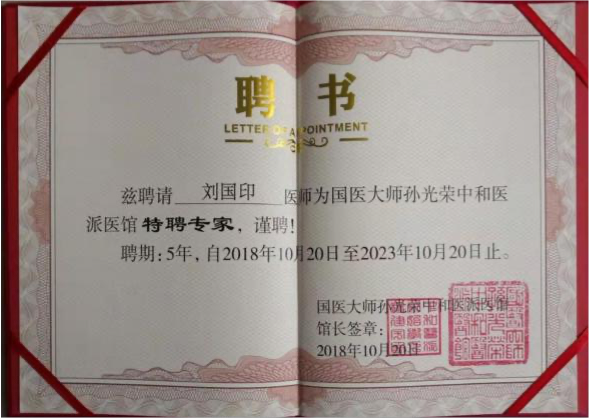 聘书
LETTER OF APPOINTMENT
兹聘请 刘国印 医师为国医大师孙光荣中和医
派医馆特聘专家，谨聘！
聘期：5年，自2018年10月20日至2023年10月20日止。
国医大师孙光荣中和医派医馆
馆长签章：
2018年10月20日